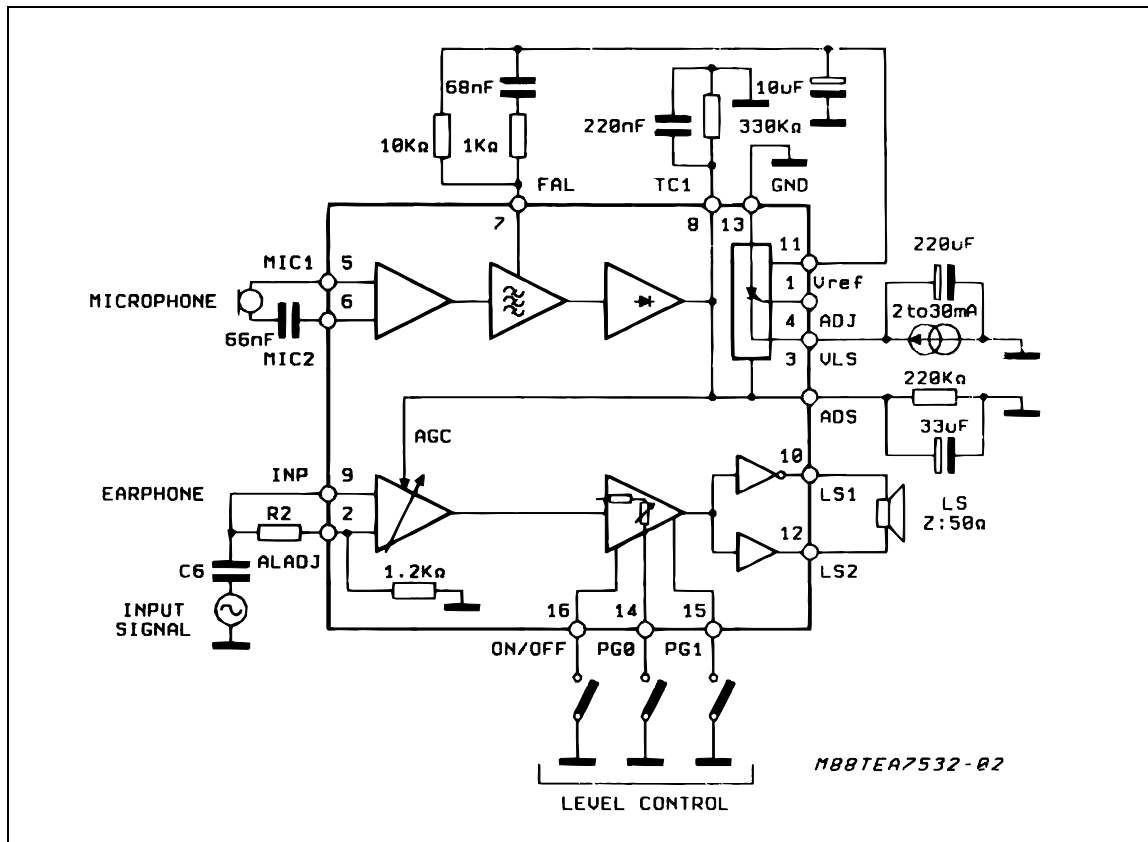 68nF
10uF
220nF
330KΩ
10KΩ
1KΩ
FAL
TC1
GND
7
8
13
11
220uF
MIC1
5
1
Vref
MICROPHONE
6
4
ADJ
2to30mA
66nF
MIC2
3
VLS
220KΩ
ADS
33uF
AGC
10
INP
9
LS1
EARPHONE
LS
Z:50Ω
R2
2
12
ALADJ
LS2
C6
1.2KΩ
INPUT
SIGNAL
16
14
15
ON/OFF
PG0
PG1
M88TEA7532-02
LEVEL CONTROL